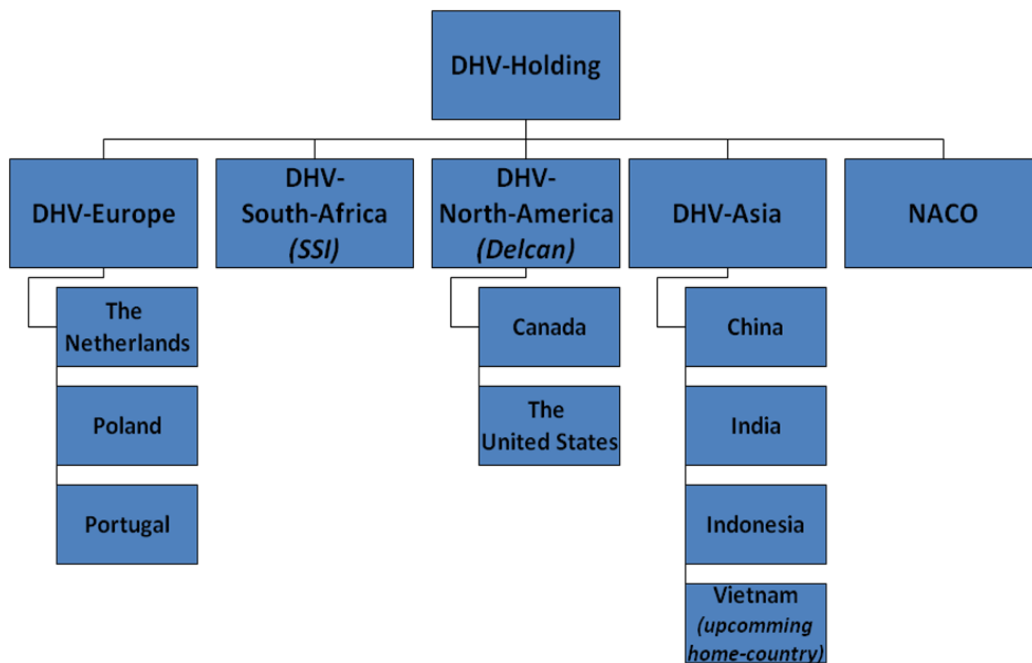 DHV-Holding
DHV-Europe
DHV-
South-Africa
(SSI)
DHV-
North-America
(Delcan)
DHV-Asia
NACO
The
Netherlands
Poland
Portugal
Canada
The
United States
China
India
Indonesia
Vietnam
(upcomming
home-country)